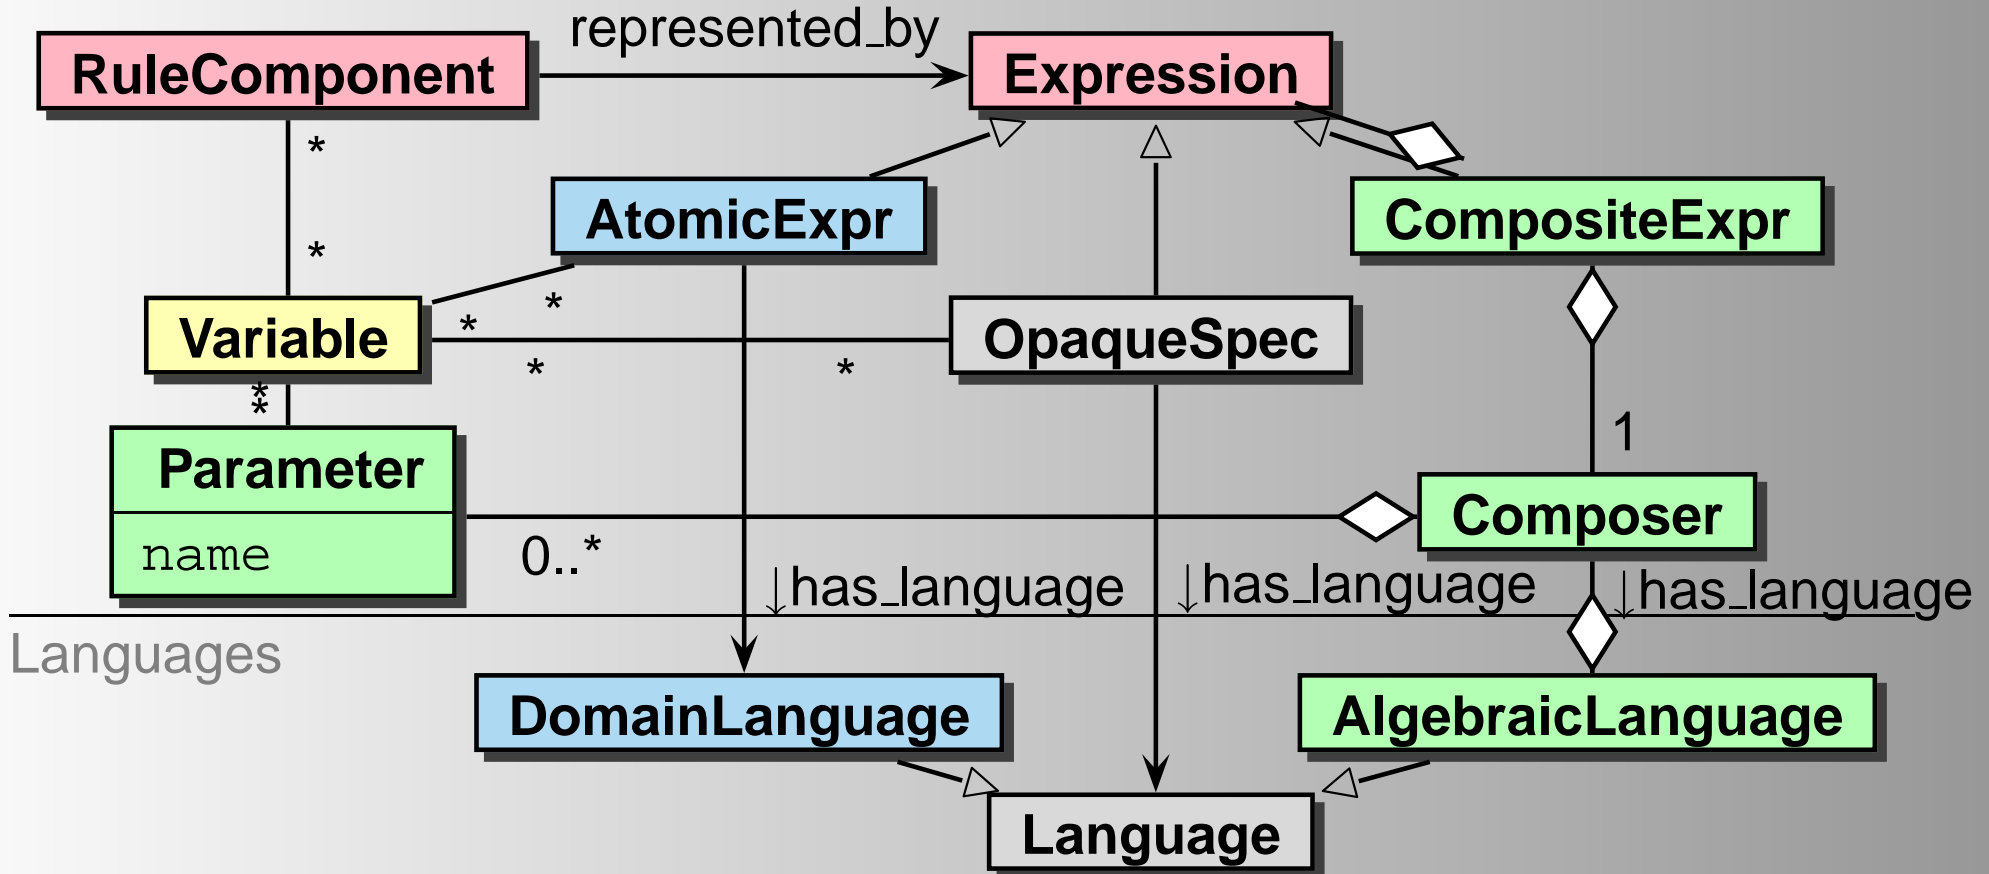 represented_by
RuleComponent
Expression
*
AtomicExpr
CompositeExpr
*
*
*
Variable
OpaqueSpec
*
*
*
*
1
Parameter
name
Composer
0..*
↓has_language
↓has_language
↓has_language
Languages
DomainLanguage
AlgebraicLanguage
Language